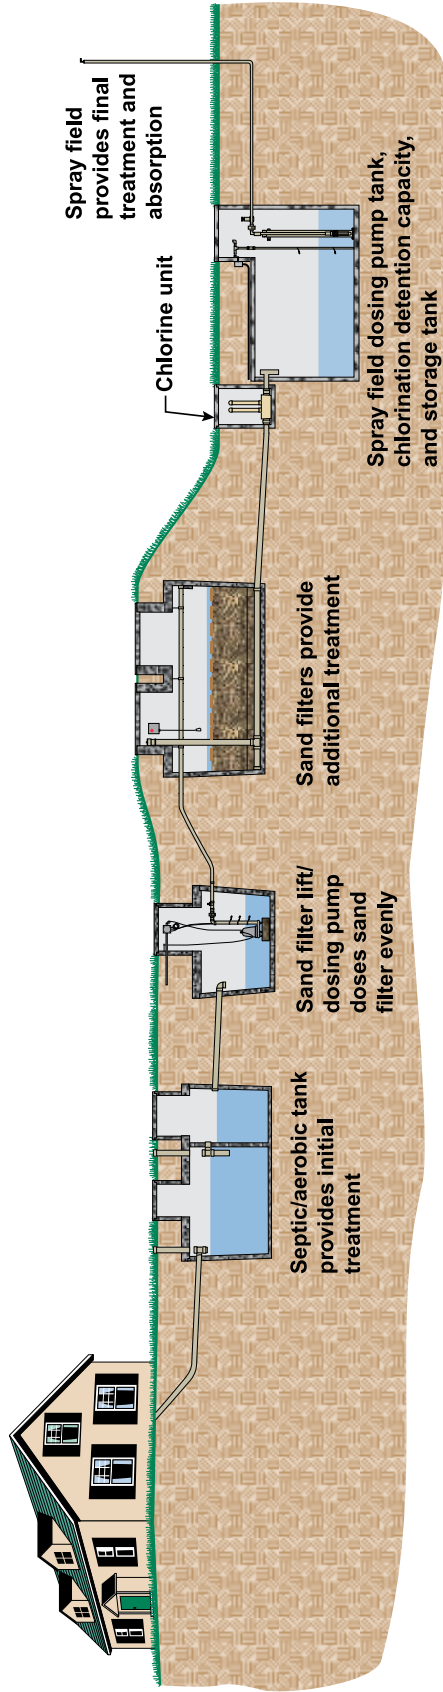 Septic/aerobic tank
provides initial
treatment
Sand filter lift/
dosing pump
doses sand
filter evenly
Sand filters provide
additional treatment
Chlorine unit
Spray field dosing pump tank,
chlorination detention capacity,
and storage tank
Spray field
provides final
treatment and
absorption